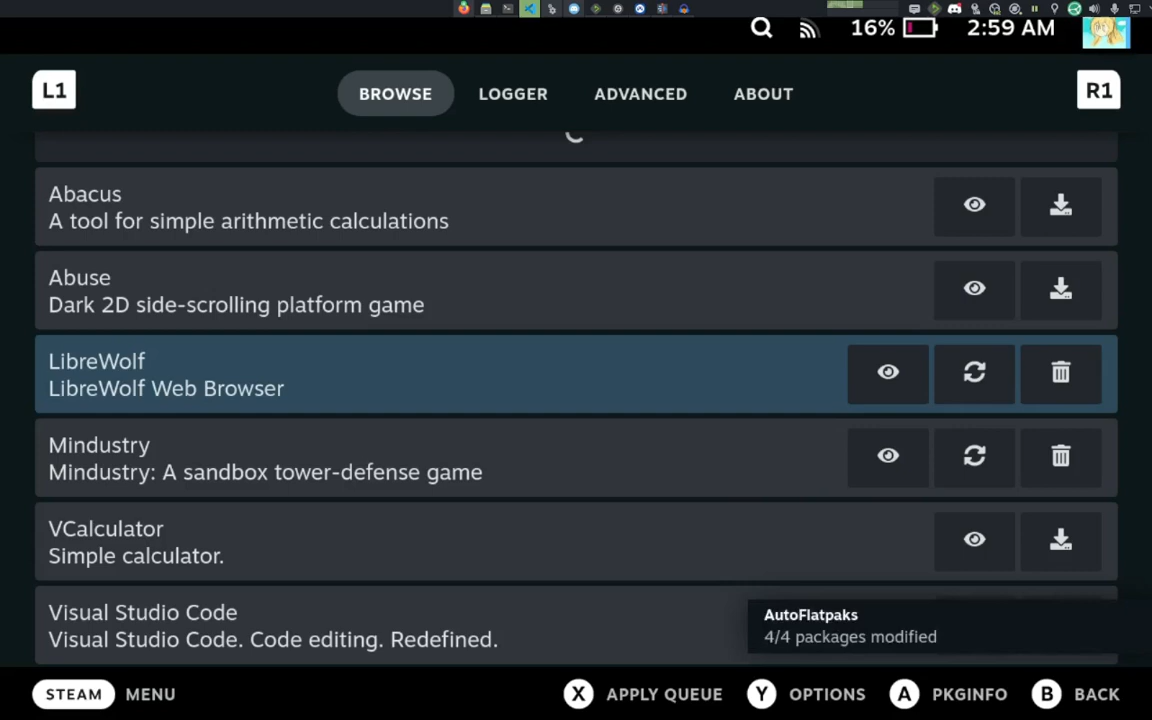 16%
2:59 AM
L1
BROWSE
LOGGER
ADVANCED
ABOUT
R1
Abacus
A tool for simple arithmetic calculations
Abuse
Dark 2D side-scrolling platform game
LibreWolf
LibreWolf Web Browser
Mindustry
Mindustry: A sandbox tower-defense game
VCalculator
Simple calculator.
Visual Studio Code
Visual Studio Code. Code editing. Redefined.
AutoFlatpaks
4/4 packages modified
STEAM
MENU
X
APPLY QUEUE
Y
OPTIONS
A
PKGINFO
B
BACK